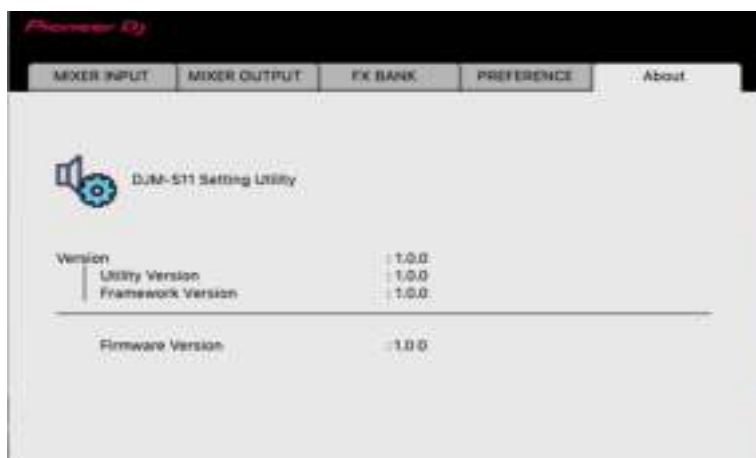 Pioneer Dj
MIXER INPUT MIXER OUTPUT FX BANK PREFERENCE About
DJM-S11 Setting Utility
Version : 1.0.0
Utility Version : 1.0.0
Framework Version : 1.0.0
Firmware Version : 1.0 0